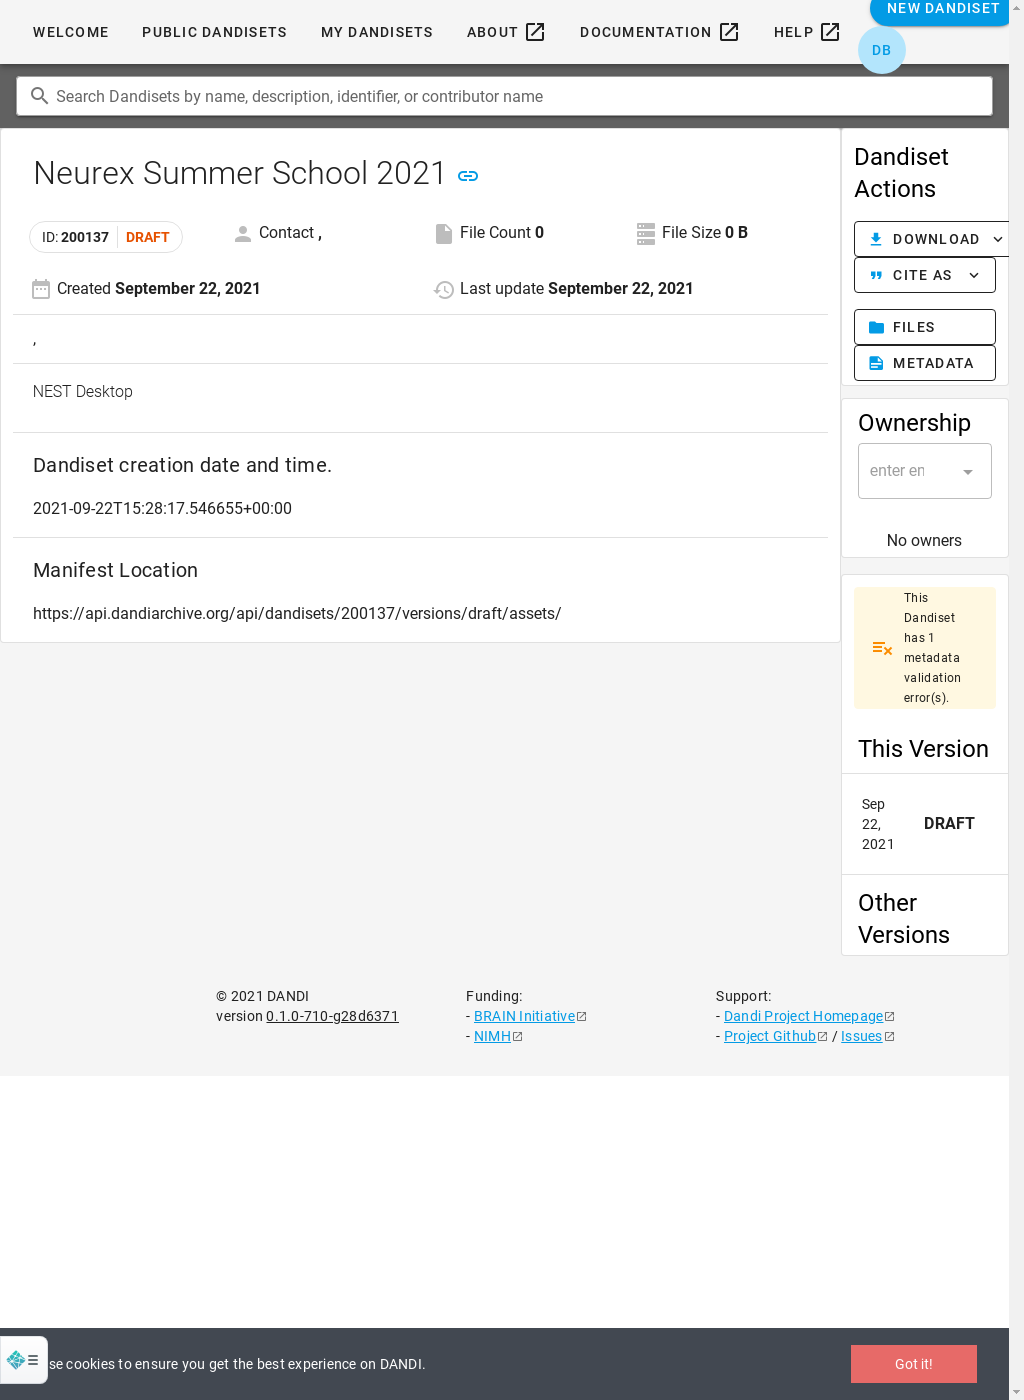 WELCOME PUBLIC DANDISETS MY DANDISETS ABOUT DOCUMENTATION HELP NEW DANDISET
DB
Search Dandisets by name, description, identifier, or contributor name
Neurex Summer School 2021
ID: 200137 DRAFT Contact , File Count 0 File Size 0 B
Created September 22, 2021 Last update September 22, 2021
,
NEST Desktop
Dandiset creation date and time.
2021-09-22T15:28:17.546655+00:00
Manifest Location
https://api.dandiarchive.org/api/dandisets/200137/versions/draft/assets/
Dandiset
Actions
DOWNLOAD
CITE AS
FILES
METADATA
Ownership
enter en
No owners
This
Dandiset
has 1
metadata
validation
error(s).
This Version
Sep
22,
2021
DRAFT
Other
Versions
© 2021 DANDI
version 0.1.0-710-g28d6371
Funding:
- BRAIN Initiative
- NIMH
Support:
- Dandi Project Homepage
- Project Github / Issues
se cookies to ensure you get the best experience on DANDI.
Got it!